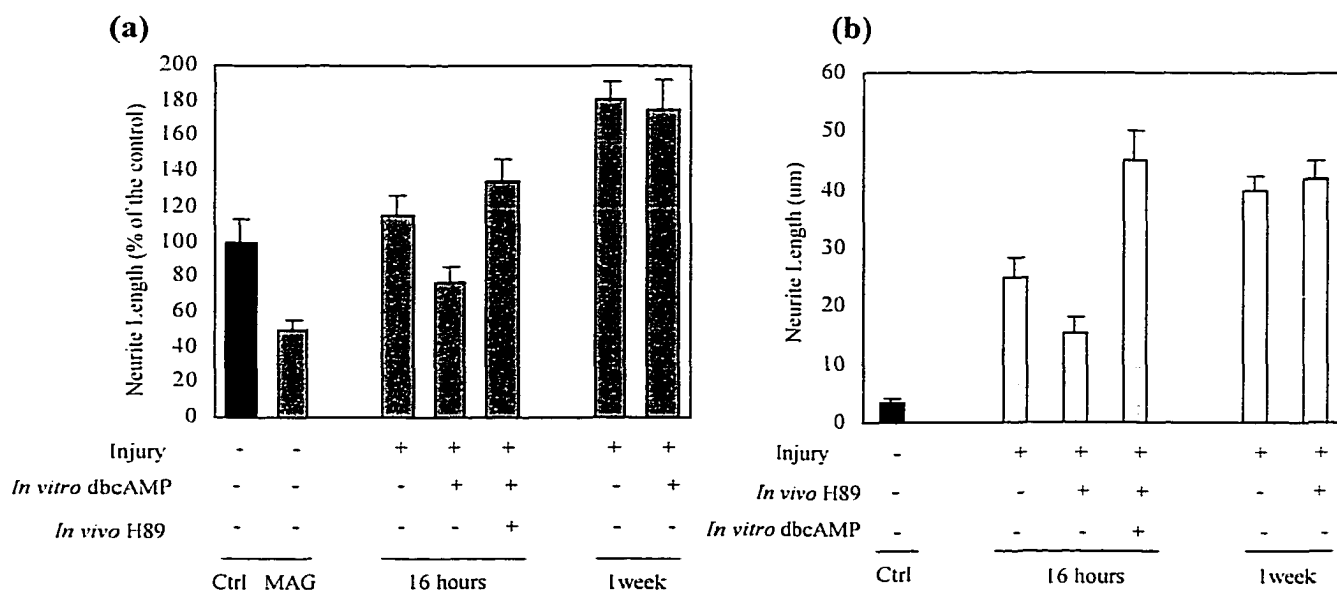 (a)
Neurite Length (% of the control)
200
180
160
140
120
100
80
60
40
20
0
Injury - - + + + + +
In vitro dbcAMP - - - + + - +
In vivo H89 - - - - + - -
Ctrl MAG 16 hours 1week
(b)
Neurite Length (um)
60
50
40
30
20
10
0
Injury - + + + + +
In vivo H89 - - + + - +
In vitro dbcAMP - - - + - -
Ctrl 16 hours 1week